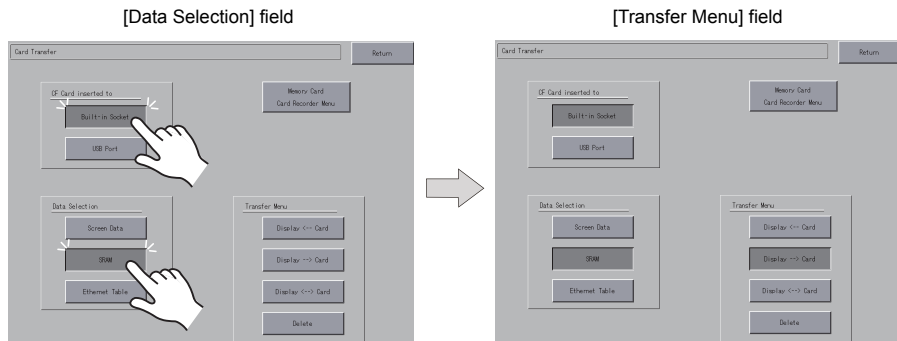 [Data Selection] field
Card Transfer
Return
CF Card inserted to
Built-in Socket
USB Port
Memory Card
Card Recorder Menu
Data Selection
Screen Data
SRAM
Ethernet Table
Transfer Menu
Display <-- Card
Display --> Card
Display <--> Card
Delete
[Transfer Menu] field
Card Transfer
Return
CF Card inserted to
Built-in Socket
USB Port
Memory Card
Card Recorder Menu
Data Selection
Screen Data
SRAM
Ethernet Table
Transfer Menu
Display <-- Card
Display --> Card
Display <--> Card
Delete